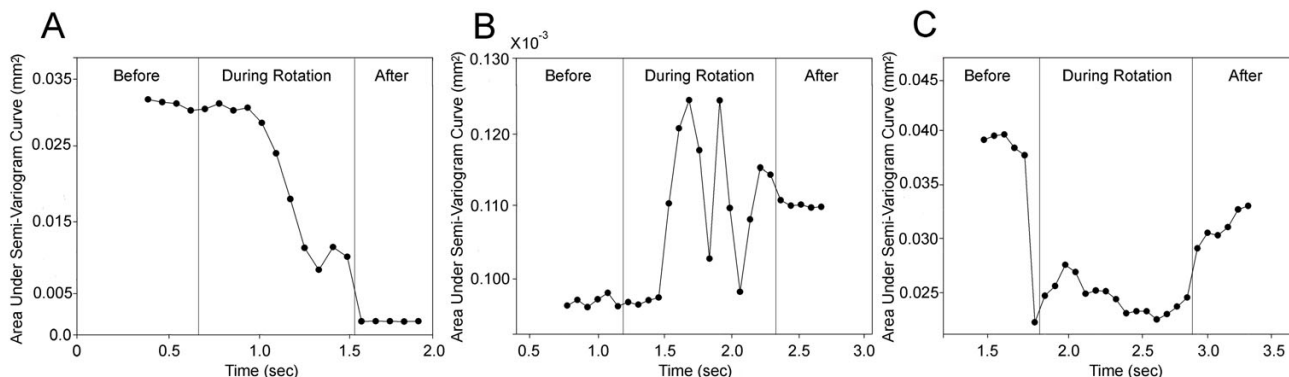 A
Area Under Semi-Variogram Curve (mm²)
0.035
0.025
0.015
0.005
0.0
Before
During Rotation
After
0
0.5
1.0
1.5
2.0
Time (sec)
B
X10⁻³
Area Under Semi-Variogram Curve (mm²)
0.130
0.120
0.110
0.100
Before
During Rotation
After
0.5
1.0
1.5
2.0
2.5
3.0
Time (sec)
C
Area Under Semi-Variogram Curve (mm²)
0.045
0.040
0.035
0.030
0.025
Before
During Rotation
After
1.5
2.0
2.5
3.0
3.5
Time (sec)